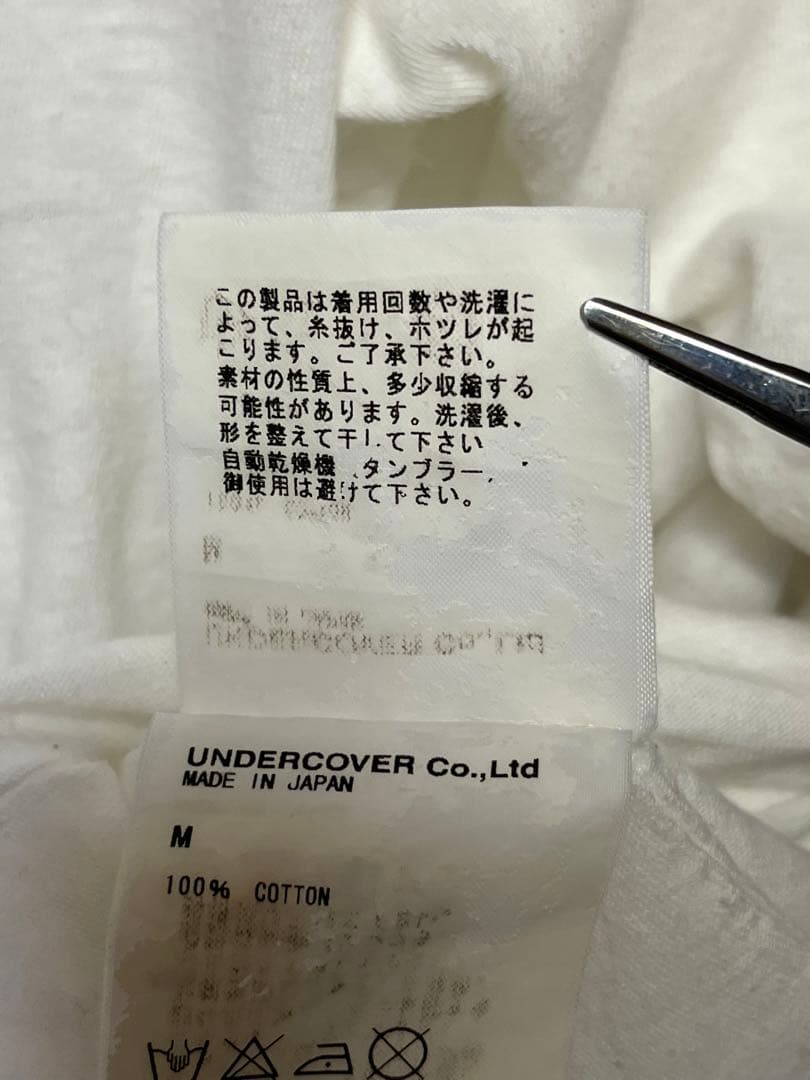 この製品は着用回数や洗濯に
よって、糸抜け、ホツレが起
こります。ご了承下さい。
素材の性質上、多少収縮する
可能性があります。洗濯後、
形を整えて干して下さい
自動乾燥機、タンブラー、
御使用は避けて下さい。
UNDERCOVER Co.,Ltd
MADE IN JAPAN
M
100% COTTON